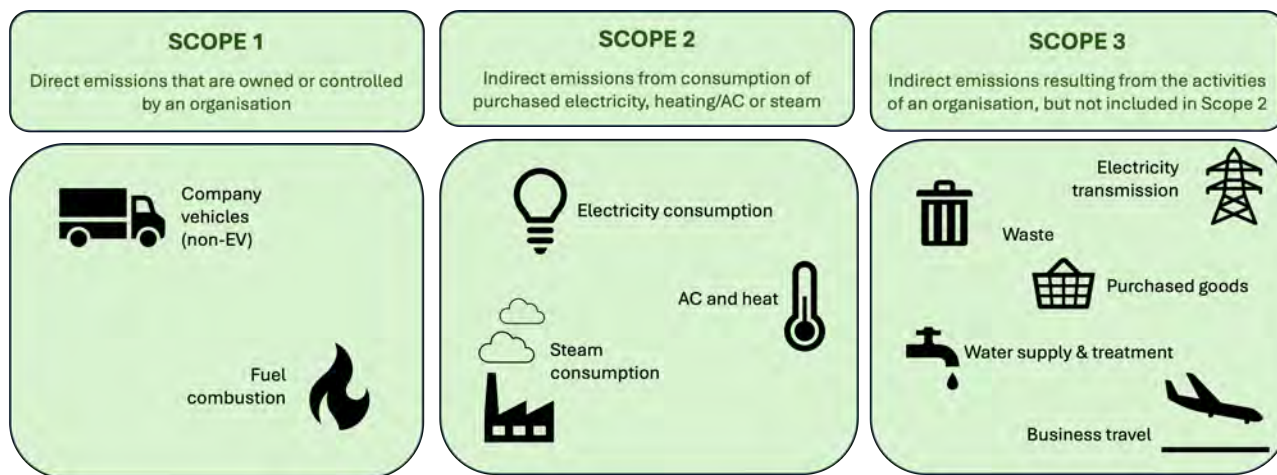 SCOPE 1
Direct emissions that are owned or controlled
by an organisation
SCOPE 2
Indirect emissions from consumption of
purchased electricity, heating/AC or steam
SCOPE 3
Indirect emissions resulting from the activities
of an organisation, but not included in Scope 2
Company
vehicles
(non-EV)
Fuel
combustion
Electricity consumption
AC and heat
Steam
consumption
Electricity
transmission
Waste
Purchased goods
Water supply & treatment
Business travel